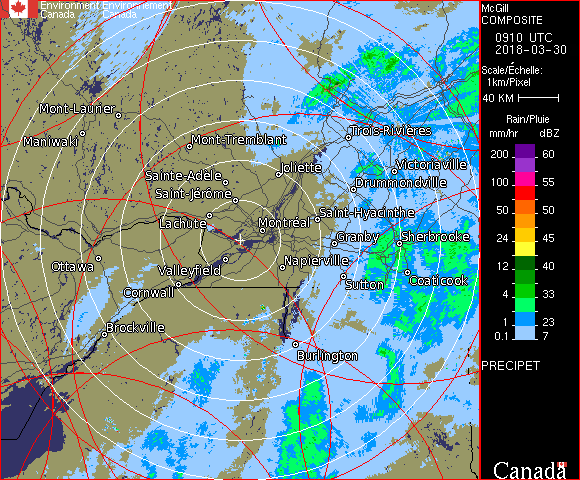 Environment Environnement
Canada Canada
McGill
COMPOSITE
0910 UTC
2018-03-30
Scale/Échelle:
1km/Pixel
40 KM
Rain/Pluie
mm/hr dBZ
200 60
100 55
50 50
24 45
12 40
4 33
1 23
0.1 7
PRECIPET
Canada
Mont-Laurier
Maniwaki
Mont-Tremblant
Trois-Rivières
Sainte-Adèle
Joliette
Victoriaville
Saint-Jérôme
Drummondville
Lachute
Montréal
Saint-Hyacinthe
Granby
Sherbrooke
Ottawa
Valleyfield
Napierville
Cornwall
Sutton
Coaticook
Brockville
Burlington